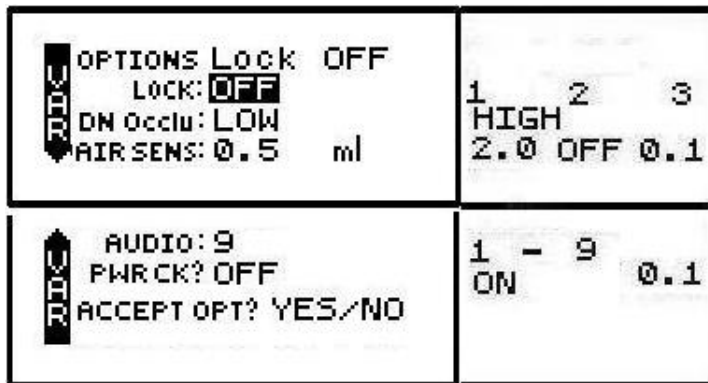 OPTIONS Lock OFF
LOCK: OFF
DN Occlu: LOW
AIR SENS: 0.5 ml
VAR
1 2 3
HIGH
2.0 OFF 0.1
AUDIO: 9
PWR CK? OFF
ACCEPT OPT? YES/NO
VAR
1 - 9
ON 0.1